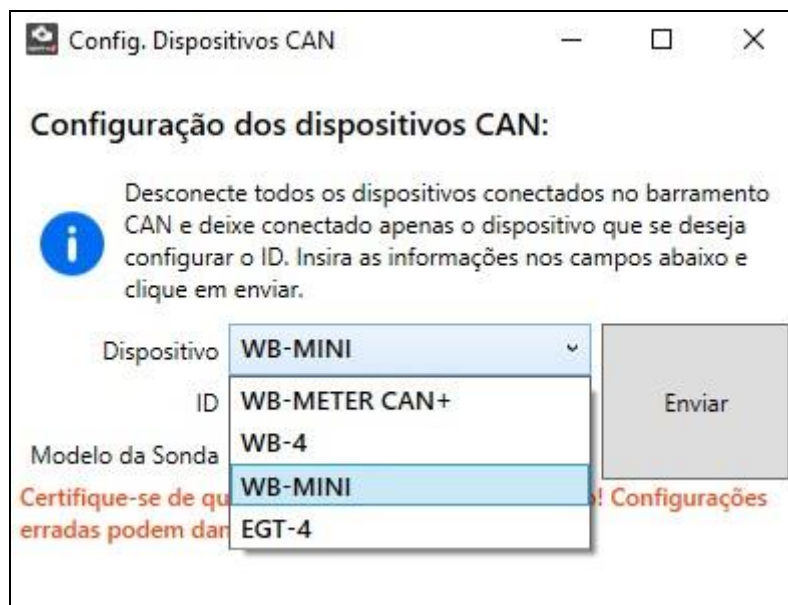 Config. Dispositivos CAN
Configuração dos dispositivos CAN:
Desconecte todos os dispositivos conectados no barramento
CAN e deixe conectado apenas o dispositivo que se deseja
configurar o ID. Insira as informações nos campos abaixo e
clique em enviar.
Dispositivo WB-MINI
ID WB-METER CAN+
Enviar
WB-4
Modelo da Sonda
WB-MINI
Certifique-se de ! Configurações
EGT-4
erradas podem